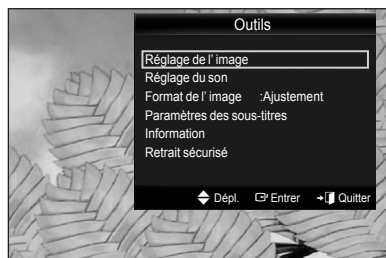 Outils
Réglage de l' image
Réglage du son
Format de l' image :Ajustement
Paramètres des sous-titres
Information
Retrait sécurisé
Dépl. Entrer Quitter